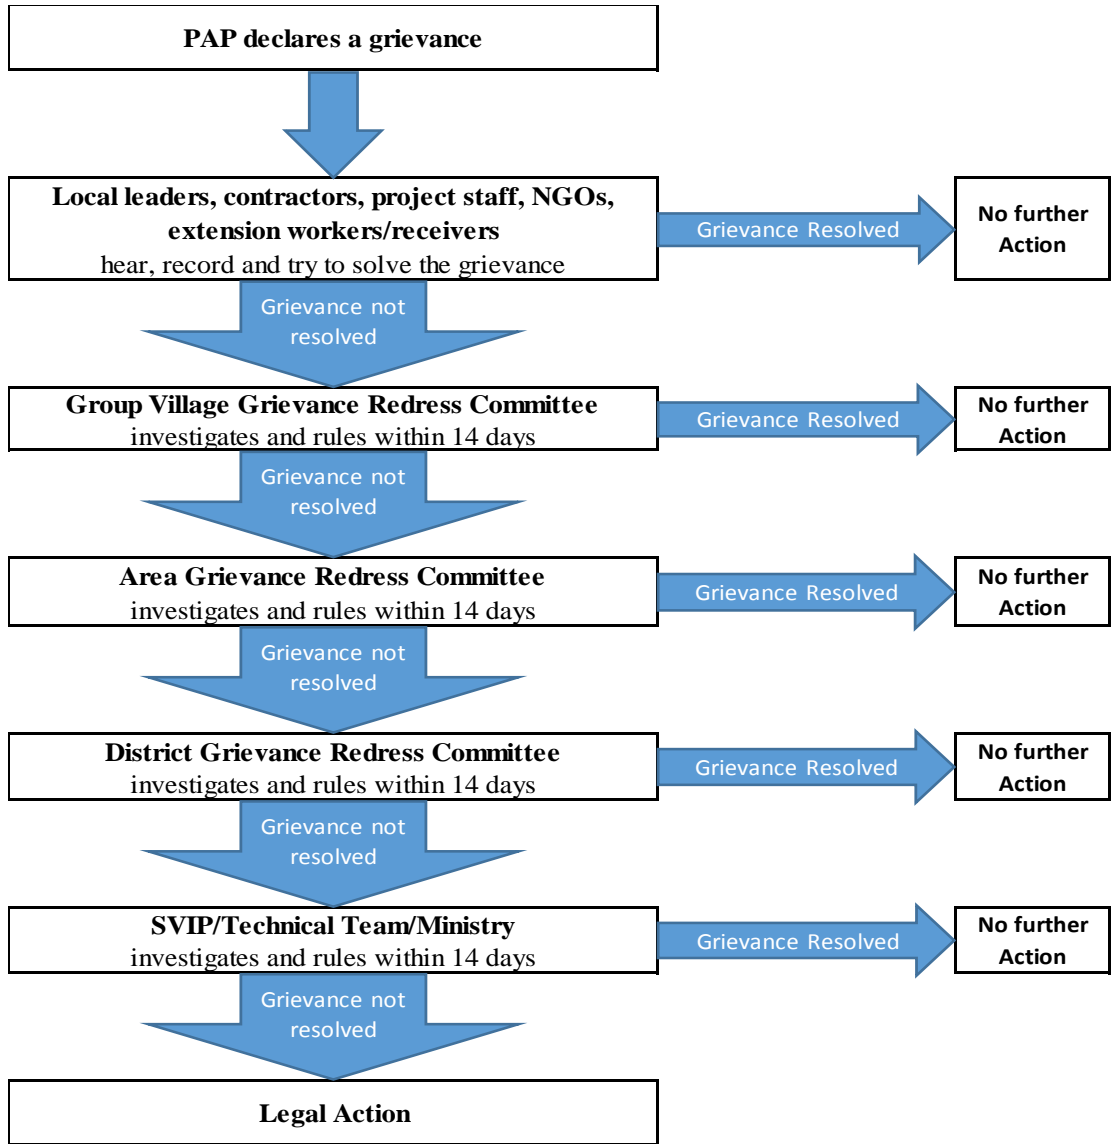 PAP declares a grievance
Local leaders, contractors, project staff, NGOs,
extension workers/receivers
hear, record and try to solve the grievance
Grievance Resolved
No further
Action
Grievance not
resolved
Group Village Grievance Redress Committee
investigates and rules within 14 days
Grievance Resolved
No further
Action
Grievance not
resolved
Area Grievance Redress Committee
investigates and rules within 14 days
Grievance Resolved
No further
Action
Grievance not
resolved
District Grievance Redress Committee
investigates and rules within 14 days
Grievance Resolved
No further
Action
Grievance not
resolved
SVIP/Technical Team/Ministry
investigates and rules within 14 days
Grievance Resolved
No further
Action
Grievance not
resolved
Legal Action